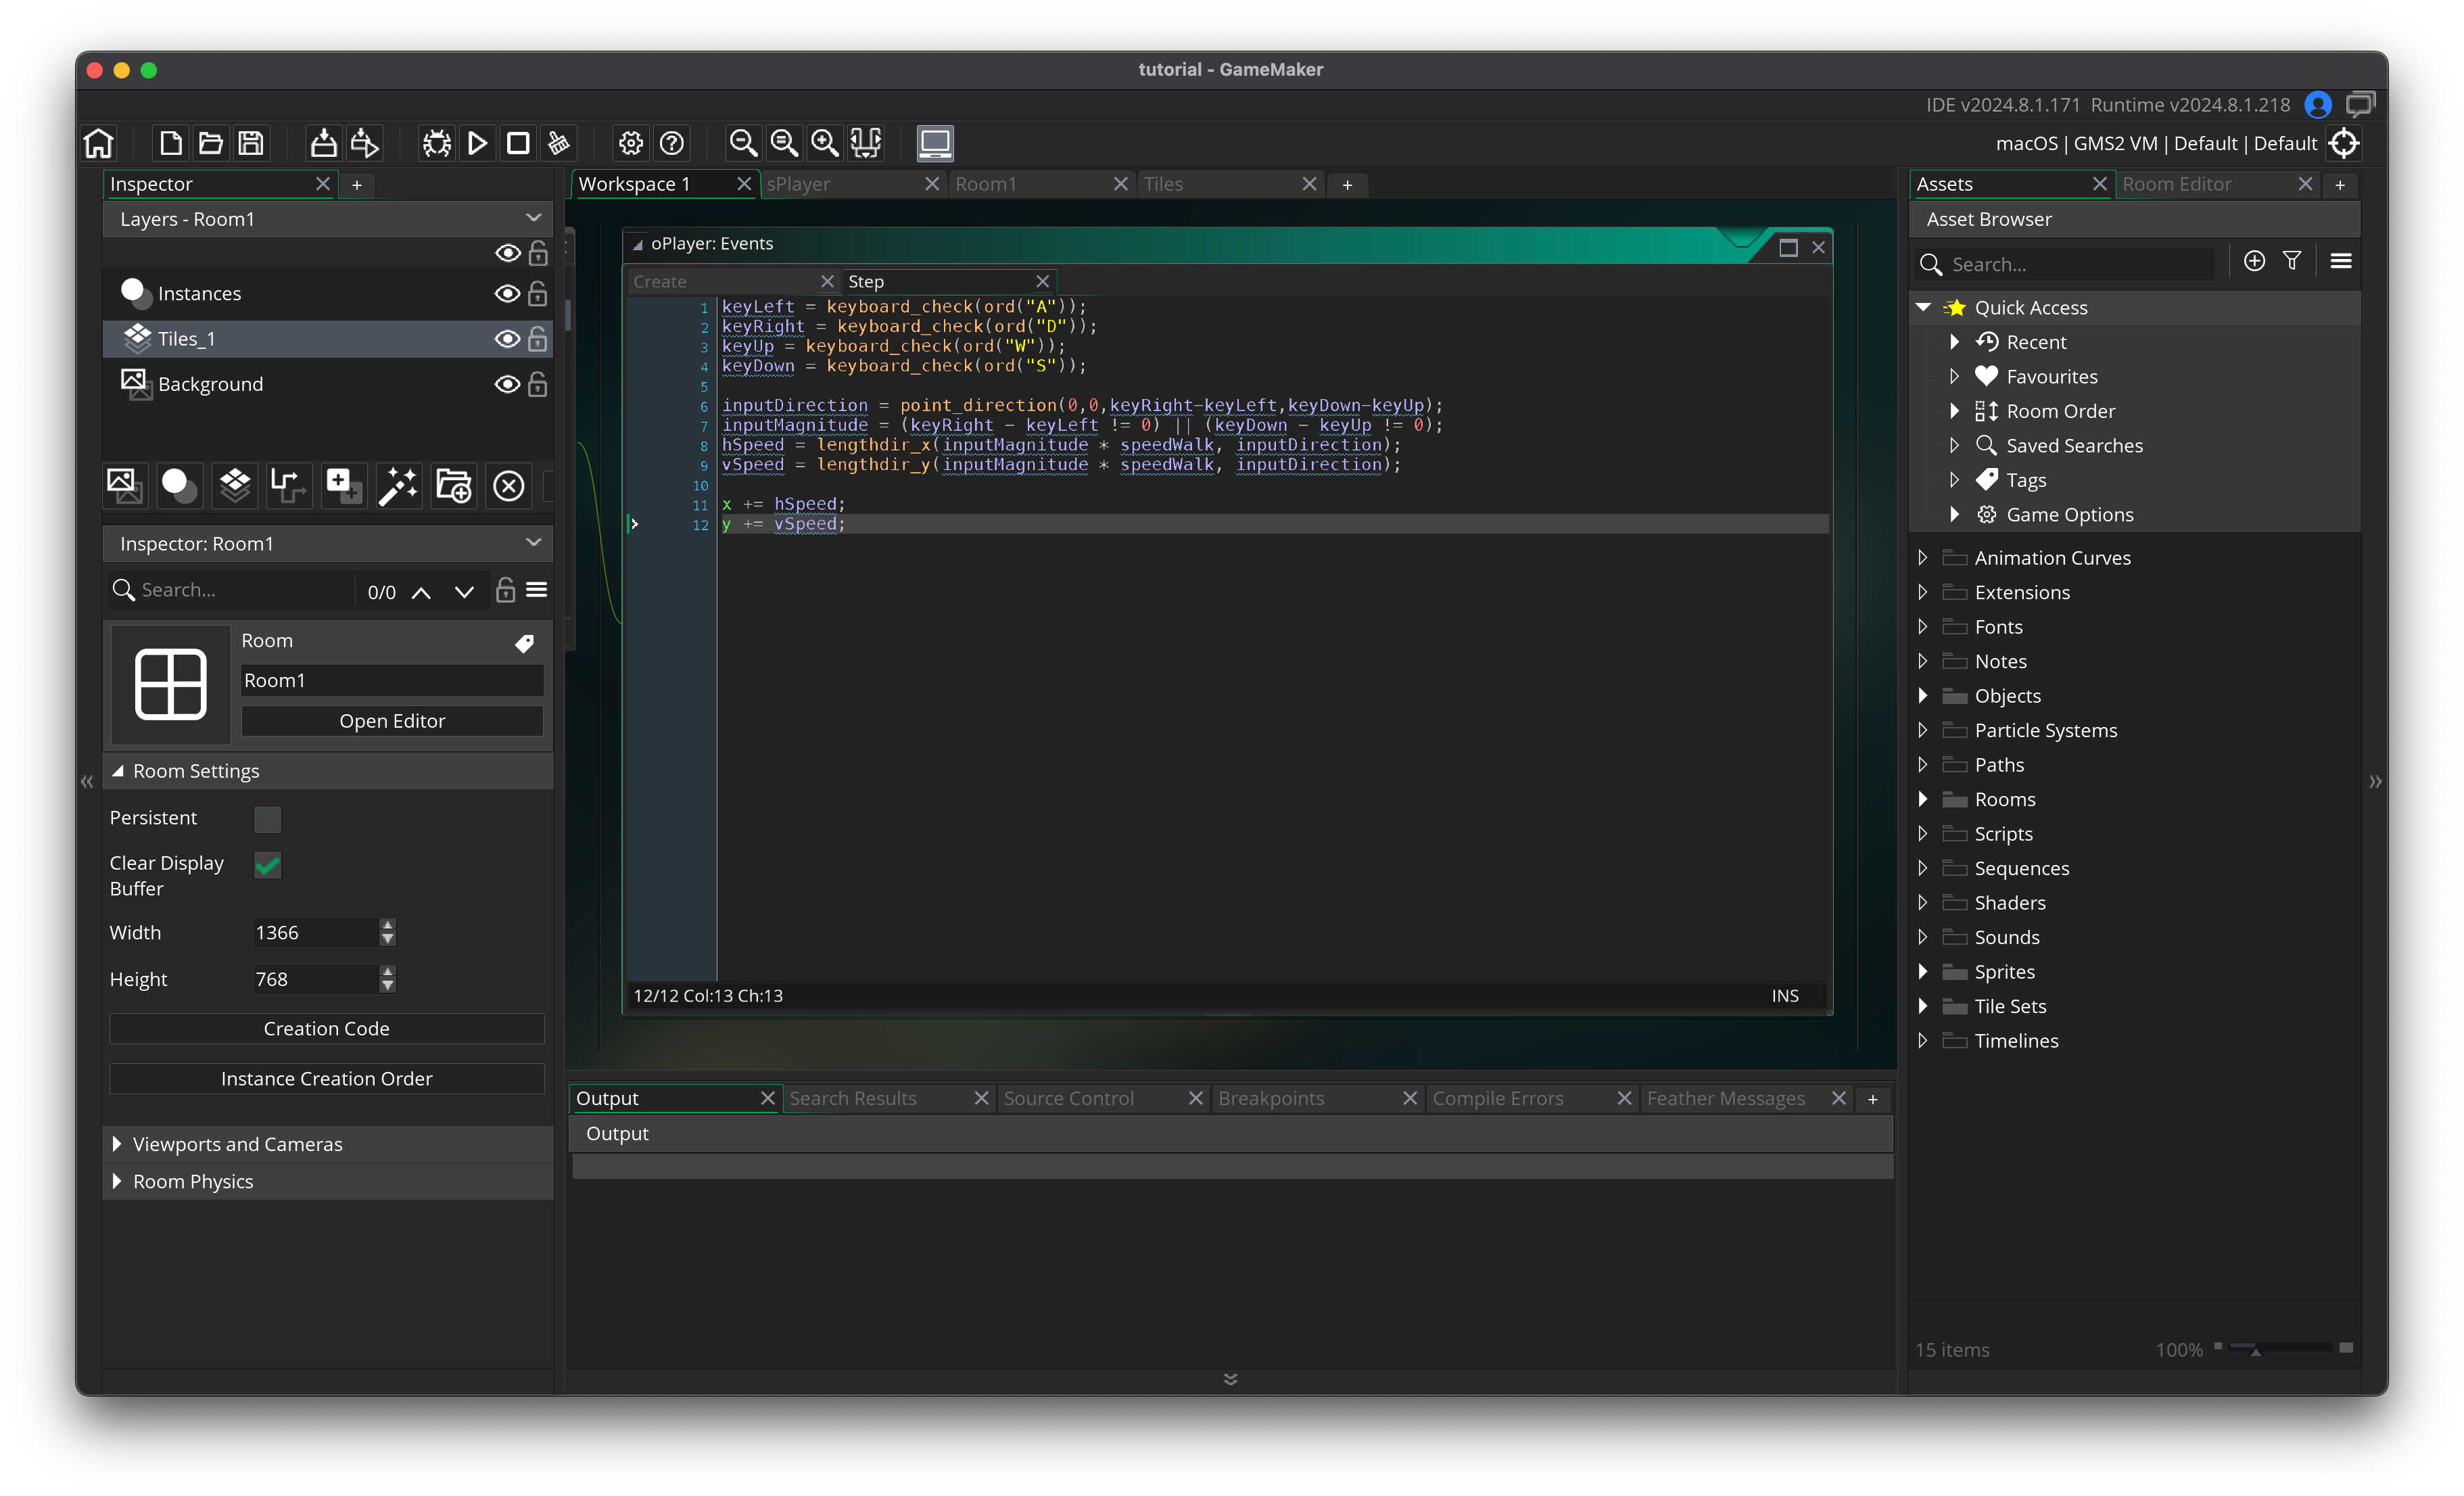 tutorial - GameMaker
IDE v2024.8.1.171 Runtime v2024.8.1.218
macOS | GMS2 VM | Default | Default
Inspector
Layers - Room1
Instances
Tiles_1
Background
Inspector: Room1
Search...
0/0
Room
Room1
Open Editor
Room Settings
Persistent
Clear Display
Buffer
Width
1366
Height
768
Creation Code
Instance Creation Order
Viewports and Cameras
Room Physics
Workspace 1
sPlayer
Room1
Tiles
oPlayer: Events
Create
Step
1 keyLeft = keyboard_check(ord("A"));
2 keyRight = keyboard_check(ord("D"));
3 keyUp = keyboard_check(ord("W"));
4 keyDown = keyboard_check(ord("S"));
5
6 inputDirection = point_direction(0,0,keyRight-keyLeft,keyDown-keyUp);
7 inputMagnitude = (keyRight - keyLeft != 0) || (keyDown - keyUp != 0);
8 hSpeed = lengthdir_x(inputMagnitude * speedWalk, inputDirection);
9 vSpeed = lengthdir_y(inputMagnitude * speedWalk, inputDirection);
10
11 x += hSpeed;
12 y += vSpeed;
12/12 Col:13 Ch:13
INS
Output
Search Results
Source Control
Breakpoints
Compile Errors
Feather Messages
Output
Assets
Room Editor
Asset Browser
Search...
Quick Access
Recent
Favourites
Room Order
Saved Searches
Tags
Game Options
Animation Curves
Extensions
Fonts
Notes
Objects
Particle Systems
Paths
Rooms
Scripts
Sequences
Shaders
Sounds
Sprites
Tile Sets
Timelines
15 items
100%